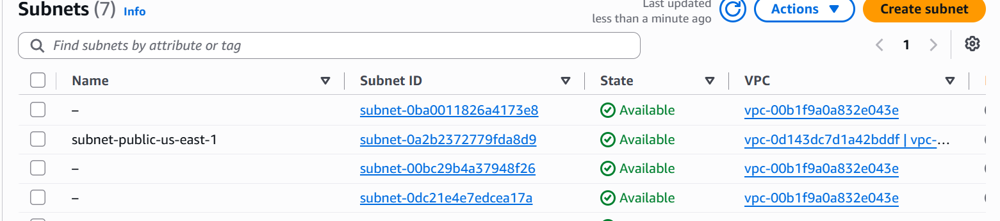 Subnets (7) Info
Last updated
less than a minute ago
Actions
Create subnet
Find subnets by attribute or tag
1
Name Subnet ID State VPC
– subnet-0ba0011826a4173e8 Available vpc-00b1f9a0a832e043e
subnet-public-us-east-1 subnet-0a2b2372779fda8d9 Available vpc-0d143dc7d1a42bddf | vpc-...
– subnet-00bc29b4a37948f26 Available vpc-00b1f9a0a832e043e
– subnet-0dc21e4e7edcea17a Available vpc-00b1f9a0a832e043e